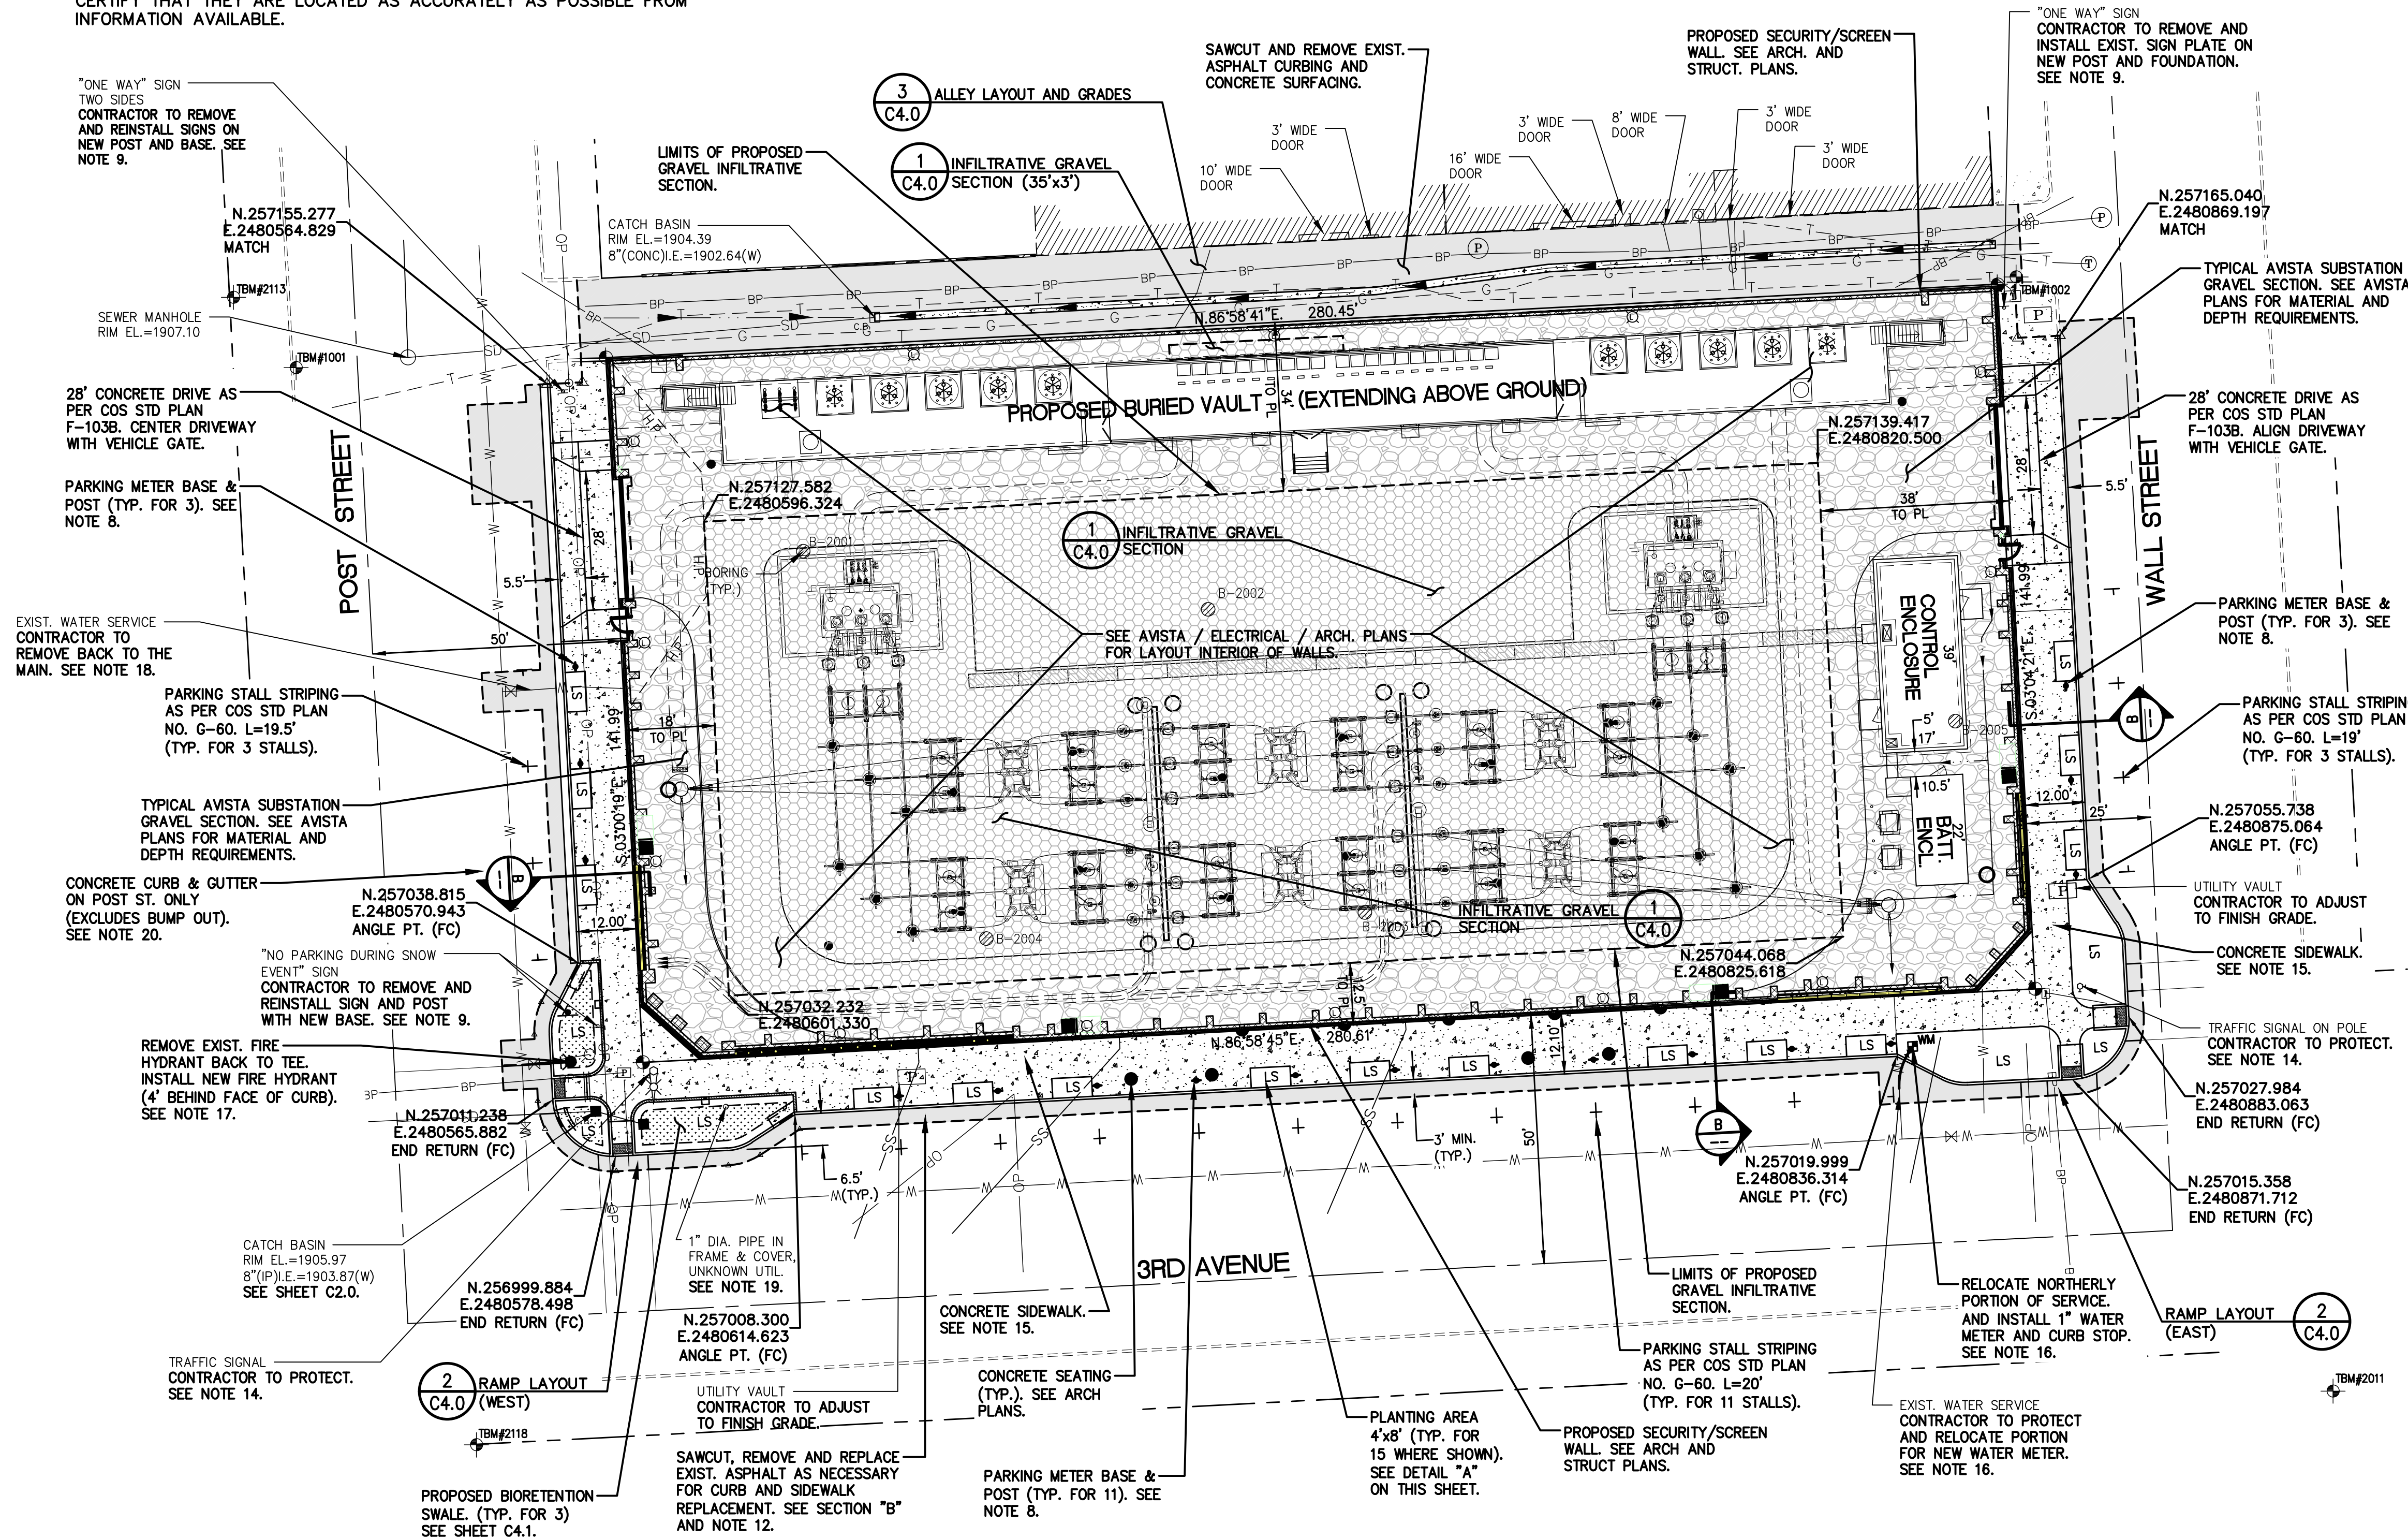 CERTIFY THAT THEY ARE LOCATED AS ACCURATELY AS POSSIBLE FROM
INFORMATION AVAILABLE.
"ONE WAY" SIGN
TWO SIDES
CONTRACTOR TO REMOVE
AND REINSTALL SIGNS ON
NEW POST AND BASE. SEE
NOTE 9.
3
C4.0
ALLEY LAYOUT AND GRADES
1
C4.0
INFILTRATIVE GRAVEL
SECTION (35'x3')
SAWCUT AND REMOVE EXIST.
ASPHALT CURBING AND
CONCRETE SURFACING.
PROPOSED SECURITY/SCREEN
WALL. SEE ARCH. AND
STRUCT. PLANS.
"ONE WAY" SIGN
CONTRACTOR TO REMOVE AND
INSTALL EXIST. SIGN PLATE ON
NEW POST AND FOUNDATION.
SEE NOTE 9.
LIMITS OF PROPOSED
GRAVEL INFILTRATIVE
SECTION.
10' WIDE
DOOR
3' WIDE
DOOR
16' WIDE
DOOR
3' WIDE
DOOR
8' WIDE
DOOR
3' WIDE
DOOR
3' WIDE
DOOR
N.257155.277
E.2480564.829
MATCH
CATCH BASIN
RIM EL.=1904.39
8"(CONC)I.E.=1902.64(W)
N.257165.040
E.2480869.197
MATCH
TBM#2113
SEWER MANHOLE
RIM EL.=1907.10
TBM#1001
TBM#1002
N.86°58'41"E. 280.45'
TYPICAL AVISTA SUBSTATION
GRAVEL SECTION. SEE AVISTA
PLANS FOR MATERIAL AND
DEPTH REQUIREMENTS.
28' CONCRETE DRIVE AS
PER COS STD PLAN
F-103B. CENTER DRIVEWAY
WITH VEHICLE GATE.
PROPOSED BURIED VAULT (EXTENDING ABOVE GROUND)
34'
TO PL
28' CONCRETE DRIVE AS
PER COS STD PLAN
F-103B. ALIGN DRIVEWAY
WITH VEHICLE GATE.
PARKING METER BASE &
POST (TYP. FOR 3). SEE
NOTE 8.
POST STREET
WALL STREET
N.257127.582
E.2480596.324
N.257139.417
E.2480820.500
28'
28'
5.5'
5.5'
38'
TO PL
1
C4.0
INFILTRATIVE GRAVEL
SECTION
B-2001
BORING
(TYP.)
B-2002
EXIST. WATER SERVICE
CONTRACTOR TO
REMOVE BACK TO THE
MAIN. SEE NOTE 18.
50'
SEE AVISTA / ELECTRICAL / ARCH. PLANS
FOR LAYOUT INTERIOR OF WALLS.
CONTROL
ENCLOSURE
39'
5'
17'
B-2005
141.99'
S.03°04'21"E.
PARKING METER BASE &
POST (TYP. FOR 3). SEE
NOTE 8.
PARKING STALL STRIPING
AS PER COS STD PLAN
NO. G-60. L=19.5'
(TYP. FOR 3 STALLS).
18'
TO PL
141.99'
S.03°00'19"E.
B
PARKING STALL STRIPIN
AS PER COS STD PLAN
NO. G-60. L=19'
(TYP. FOR 3 STALLS).
TYPICAL AVISTA SUBSTATION
GRAVEL SECTION. SEE AVISTA
PLANS FOR MATERIAL AND
DEPTH REQUIREMENTS.
10.5'
22'
BATT.
ENCL.
12.00'
25'
N.257055.738
E.2480875.064
ANGLE PT. (FC)
CONCRETE CURB & GUTTER
ON POST ST. ONLY
(EXCLUDES BUMP OUT).
SEE NOTE 20.
B
N.257038.815
E.2480570.943
ANGLE PT. (FC)
12.00'
B-2004
B-2003
INFILTRATIVE GRAVEL
SECTION
1
C4.0
UTILITY VAULT
CONTRACTOR TO ADJUST
TO FINISH GRADE.
CONCRETE SIDEWALK.
SEE NOTE 15.
"NO PARKING DURING SNOW
EVENT" SIGN
CONTRACTOR TO REMOVE AND
REINSTALL SIGN AND POST
WITH NEW BASE. SEE NOTE 9.
N.257032.232
E.2480601.330
12.5'
TO PL
N.257044.068
E.2480825.618
N.86°58'45"E. 280.61'
12.10'
TRAFFIC SIGNAL ON POLE
CONTRACTOR TO PROTECT.
SEE NOTE 14.
REMOVE EXIST. FIRE
HYDRANT BACK TO TEE.
INSTALL NEW FIRE HYDRANT
(4' BEHIND FACE OF CURB).
SEE NOTE 17.
WM
N.257027.984
E.2480883.063
END RETURN (FC)
N.257011.238
E.2480565.882
END RETURN (FC)
3' MIN.
(TYP.)
50'
B
N.257019.999
E.2480836.314
ANGLE PT. (FC)
N.257015.358
E.2480871.712
END RETURN (FC)
6.5'
(TYP.)
CATCH BASIN
RIM EL.=1905.97
8"(IP)I.E.=1903.87(W)
SEE SHEET C2.0.
1" DIA. PIPE IN
FRAME & COVER,
UNKNOWN UTIL.
SEE NOTE 19.
3RD AVENUE
N.256999.884
E.2480578.498
END RETURN (FC)
N.257008.300
E.2480614.623
ANGLE PT. (FC)
CONCRETE SIDEWALK.
SEE NOTE 15.
LIMITS OF PROPOSED
GRAVEL INFILTRATIVE
SECTION.
RELOCATE NORTHERLY
PORTION OF SERVICE.
AND INSTALL 1" WATER
METER AND CURB STOP.
SEE NOTE 16.
RAMP LAYOUT
(EAST)
2
C4.0
TRAFFIC SIGNAL
CONTRACTOR TO PROTECT.
SEE NOTE 14.
2
C4.0
RAMP LAYOUT
(WEST)
UTILITY VAULT
CONTRACTOR TO ADJUST
TO FINISH GRADE.
CONCRETE SEATING
(TYP.). SEE ARCH
PLANS.
PARKING STALL STRIPING
AS PER COS STD PLAN
NO. G-60. L=20'
(TYP. FOR 11 STALLS).
TBM#2011
TBM#2118
PLANTING AREA
4'x8' (TYP. FOR
15 WHERE SHOWN).
SEE DETAIL "A"
ON THIS SHEET.
PROPOSED SECURITY/SCREEN
WALL. SEE ARCH AND
STRUCT PLANS.
EXIST. WATER SERVICE
CONTRACTOR TO PROTECT
AND RELOCATE PORTION
FOR NEW WATER METER.
SEE NOTE 16.
PROPOSED BIORETENTION
SWALE. (TYP. FOR 3)
SEE SHEET C4.1.
SAWCUT, REMOVE AND REPLACE
EXIST. ASPHALT AS NECESSARY
FOR CURB AND SIDEWALK
REPLACEMENT. SEE SECTION "B"
AND NOTE 12.
PARKING METER BASE &
POST (TYP. FOR 11). SEE
NOTE 8.